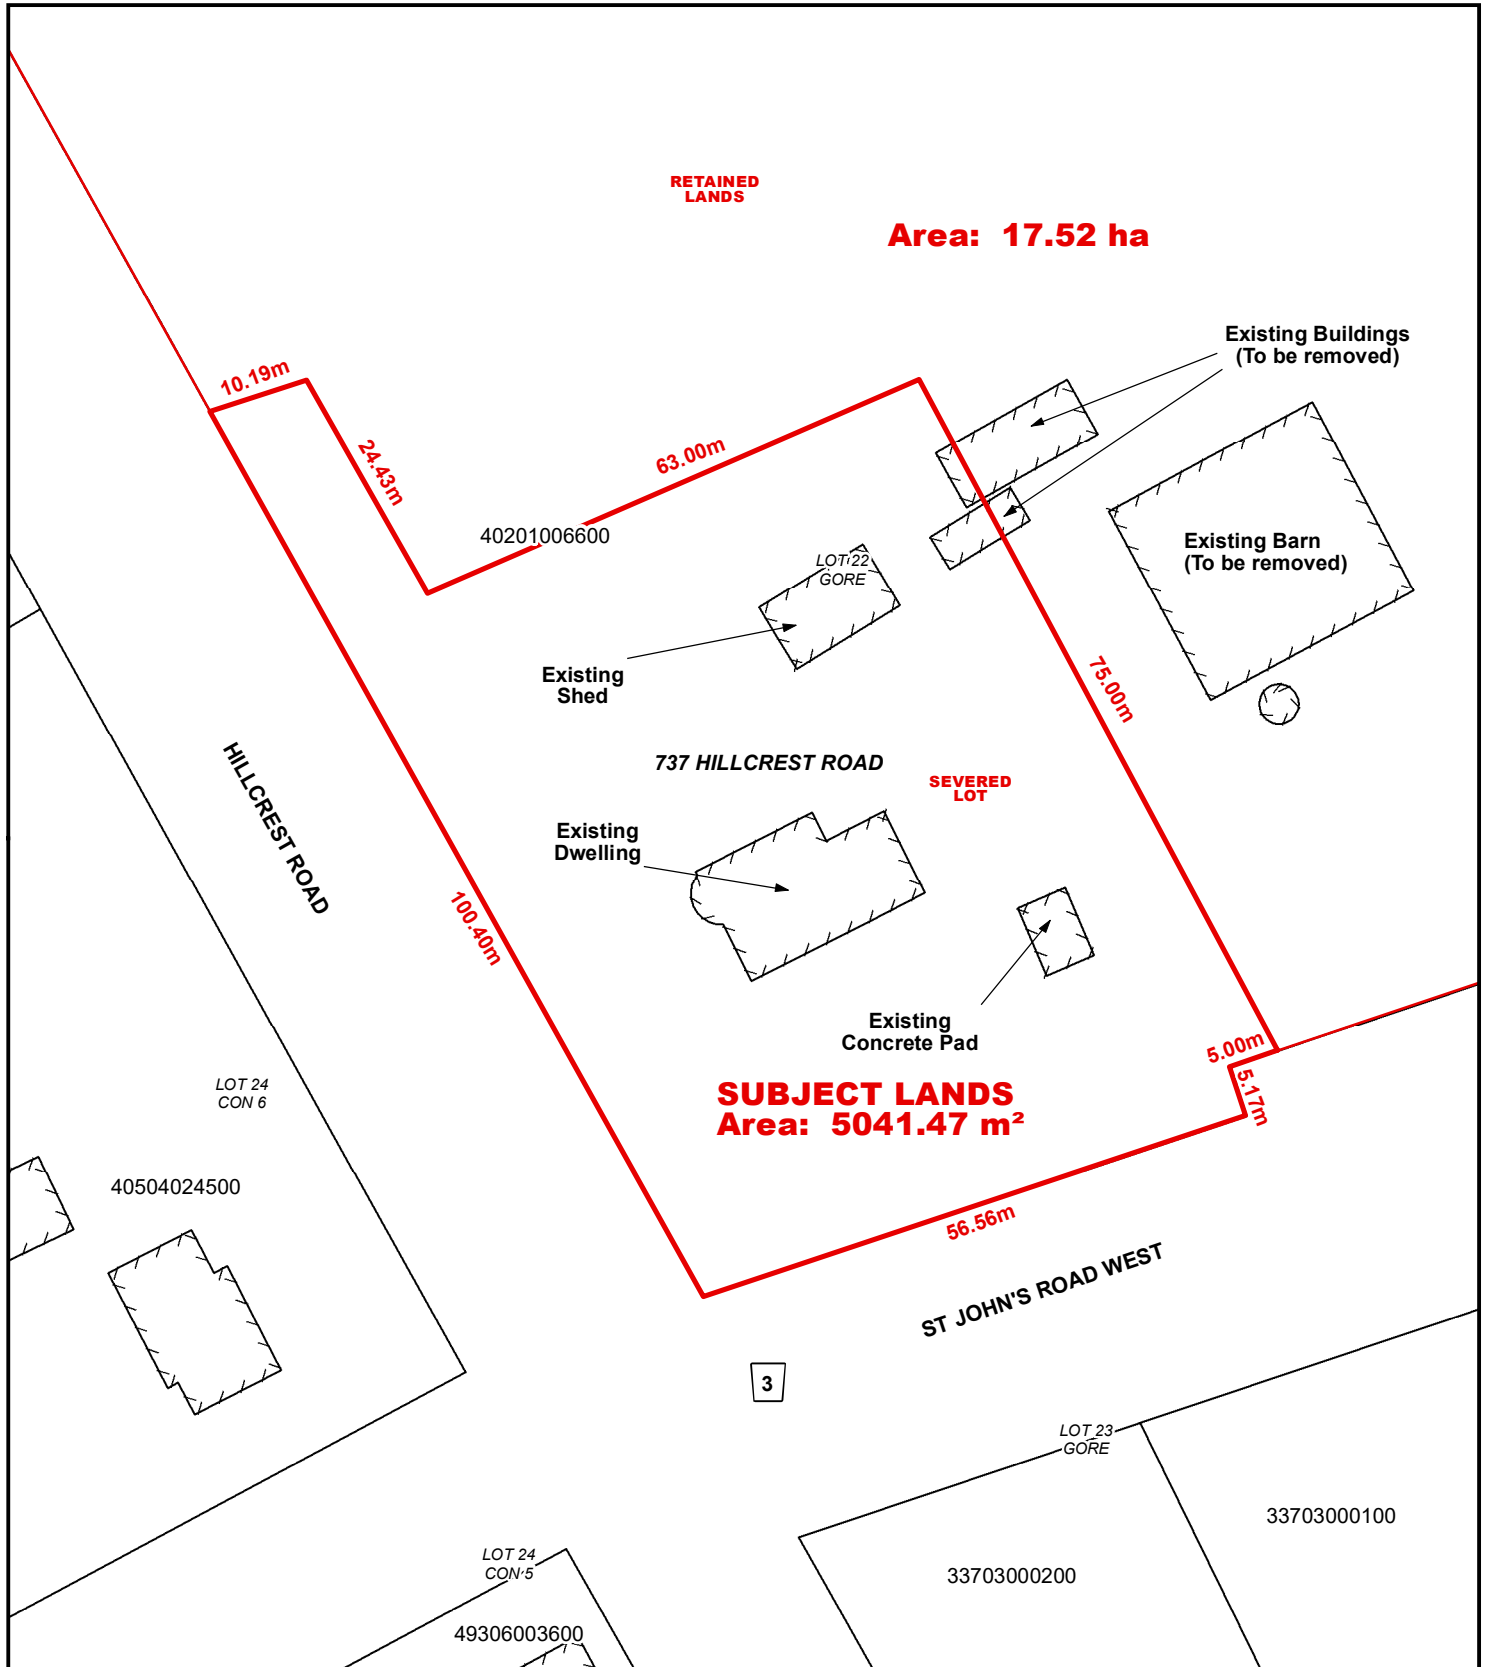 RETAINED
LANDS
Area: 17.52 ha
Existing Buildings
(To be removed)
10.19m
24.43m
63.00m
40201006600
LOT 22
GORE
Existing Barn
(To be removed)
Existing
Shed
75.00m
737 HILLCREST ROAD
SEVERED
LOT
HILLCREST ROAD
Existing
Dwelling
100.40m
Existing
Concrete Pad
5.00m
5.17m
SUBJECT LANDS
Area: 5041.47 m²
LOT 24
CON 6
40504024500
56.56m
ST JOHN'S ROAD WEST
3
LOT 23
GORE
33703000100
LOT 24
CON 5
33703000200
49306003600